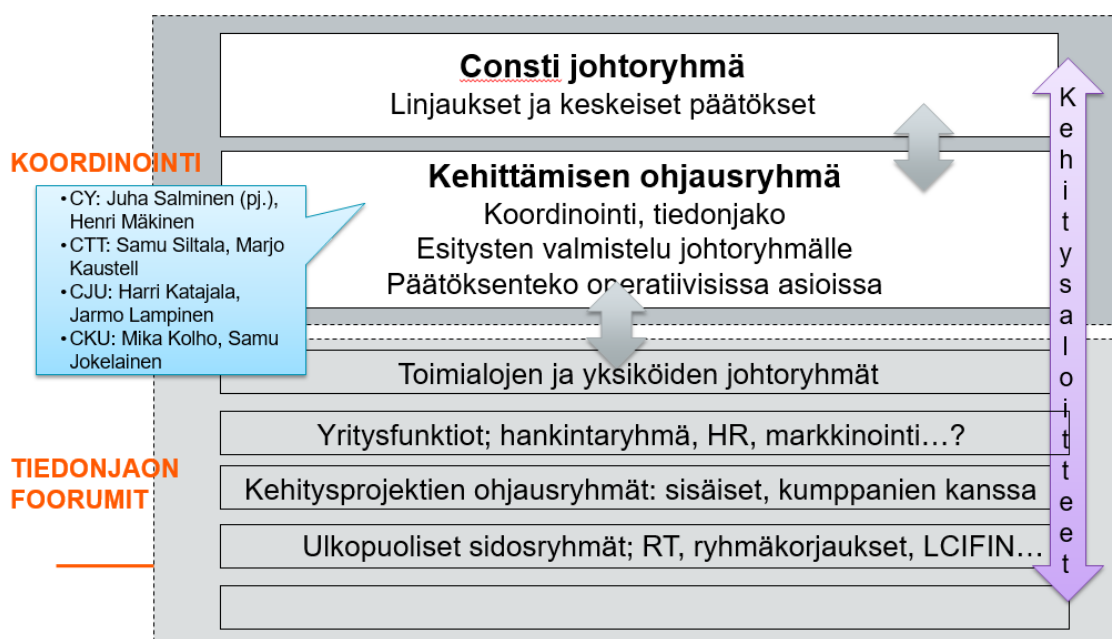 Consti johtoryhmä
Linjaukset ja keskeiset päätökset
KOORDINOINTI
•CY: Juha Salminen (pj.),
Henri Mäkinen
•CTT: Samu Siltala, Marjo
Kaustell
•CJU: Harri Katajala,
Jarmo Lampinen
•CKU: Mika Kolho, Samu
Jokelainen
Kehittämisen ohjausryhmä
Koordinointi, tiedonjako
Esitysten valmistelu johtoryhmälle
Päätöksenteko operatiivisissa asioissa
Toimialojen ja yksiköiden johtoryhmät
Yritysfunktiot; hankintaryhmä, HR, markkinointi…?
TIEDONJAON
FOORUMIT
Kehitysprojektien ohjausryhmät: sisäiset, kumppanien kanssa
Ulkopuoliset sidosryhmät; RT, ryhmäkorjaukset, LCIFIN…
Kehitysaloitteet